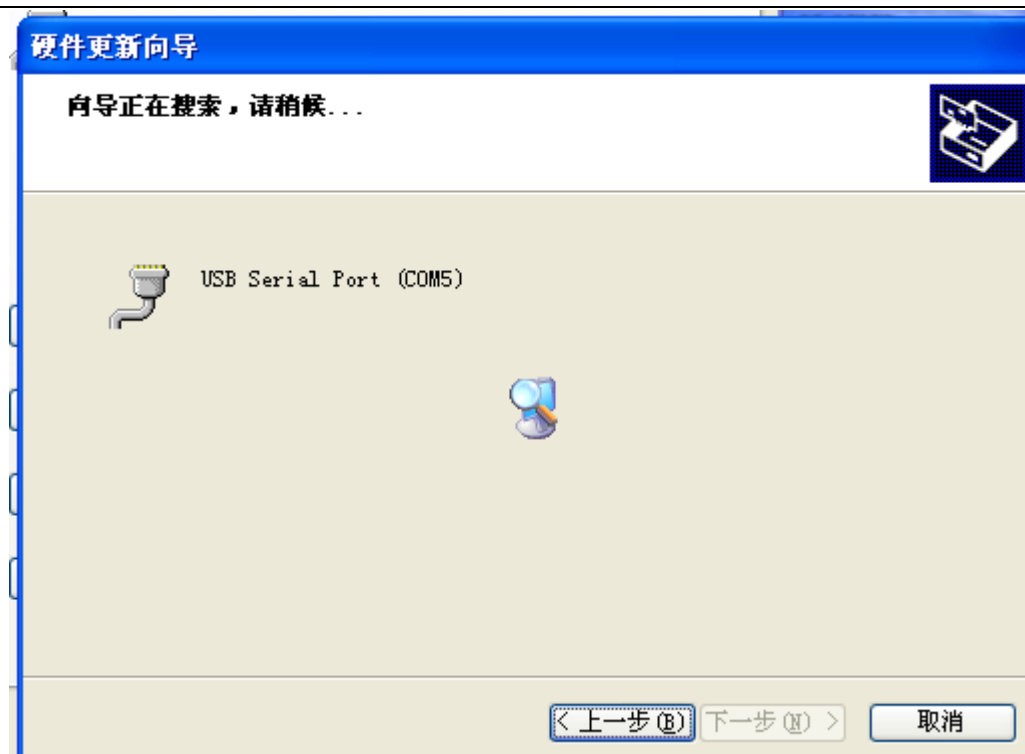 硬件更新向导
向导正在搜索，请稍候...
USB Serial Port (COM5)
< 上一步(B)
下一步(N) >
取消